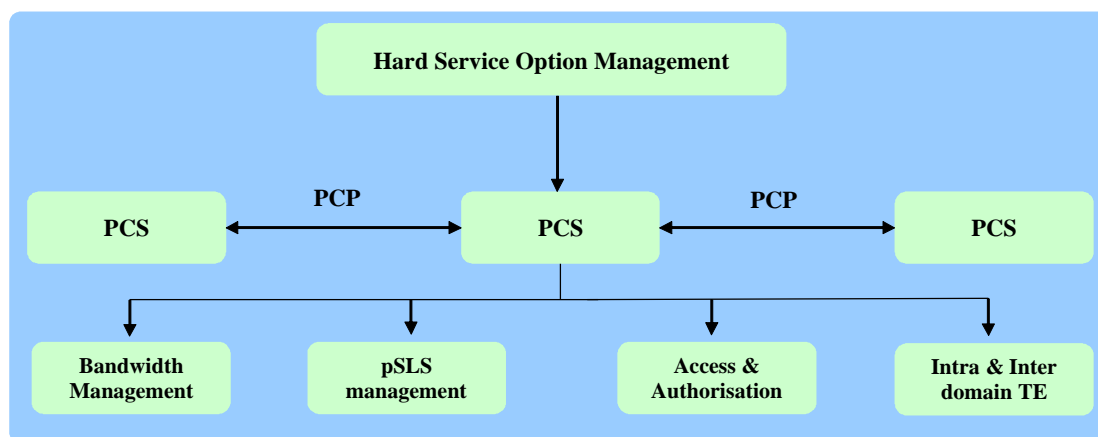 Hard Service Option Management
PCP
PCP
PCS
PCS
PCS
Bandwidth
Management
pSLS
management
Access &
Authorisation
Intra & Inter
domain TE